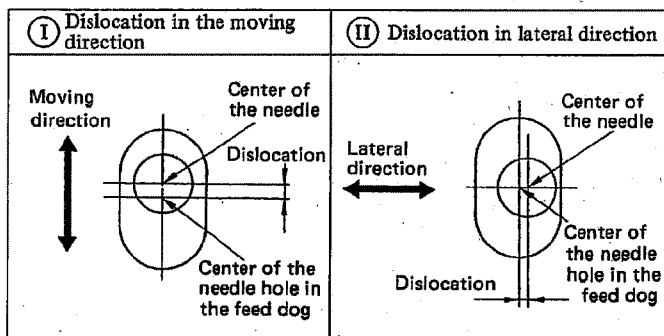 I Dislocation in the moving
direction
II Dislocation in lateral direction
Moving
direction
Center of
the needle
Dislocation
Center of the
needle hole in
the feed dog
Lateral
direction
Center of
the needle
Center of
the needle
hole in the
feed dog
Dislocation